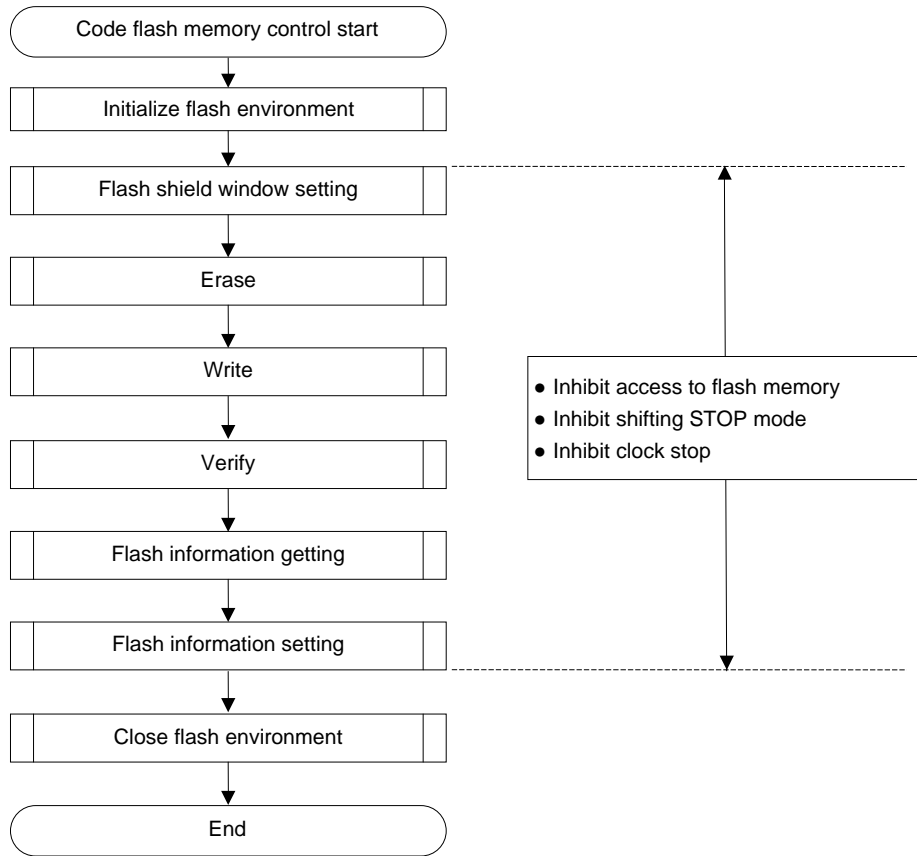 Code flash memory control start
Initialize flash environment
Flash shield window setting
Erase
Write
● Inhibit access to flash memory
● Inhibit shifting STOP mode
● Inhibit clock stop
Verify
Flash information getting
Flash information setting
Close flash environment
End